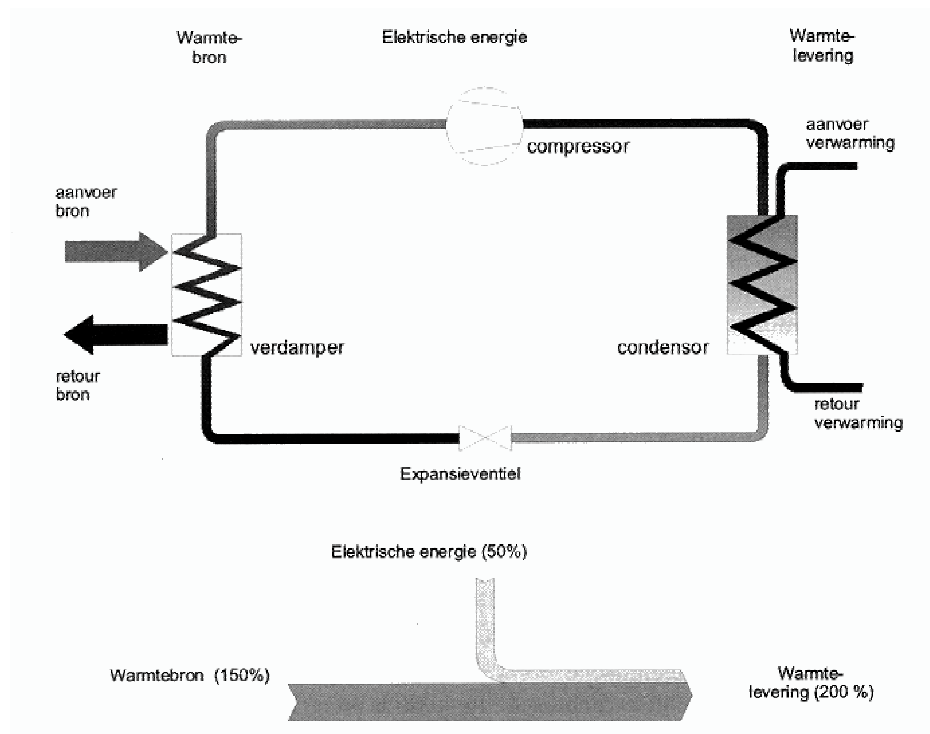 Warmte-
bron
Elektrische energie
Warmte-
levering
compressor
aanvoer
verwarming
aanvoer
bron
verdamper
condensor
retour
bron
retour
verwarming
Expansieventiel
Elektrische energie (50%)
Warmtebron (150%)
Warmte-
levering (200 %)